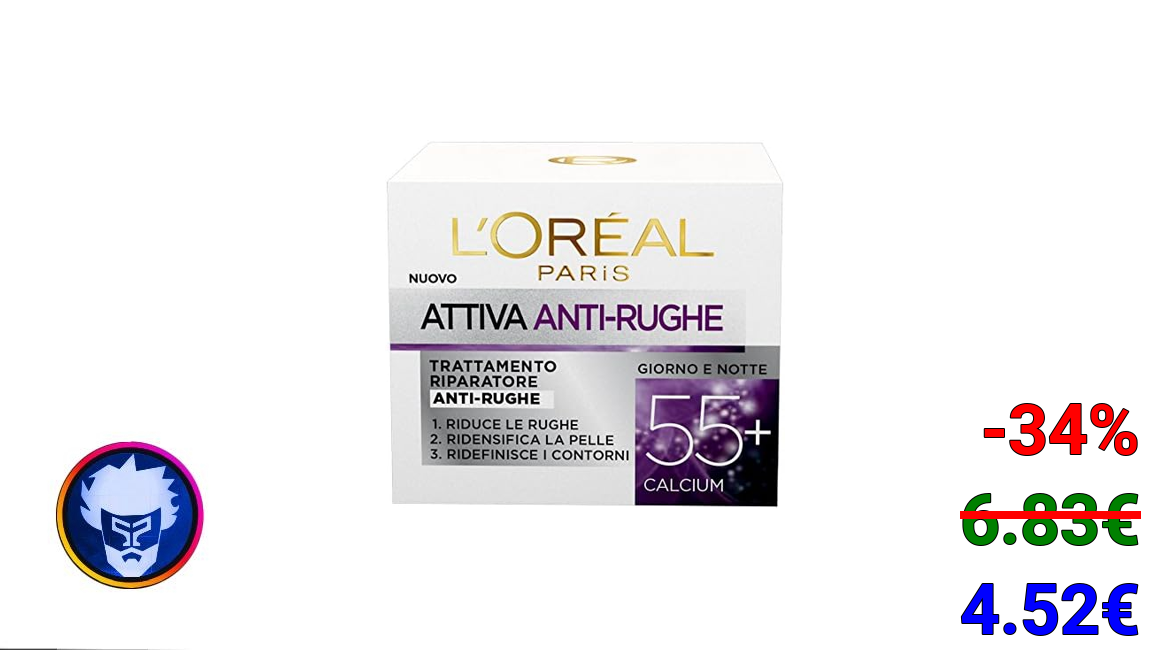 L'ORÉAL
PARiS
NUOVO
ATTIVA ANTI-RUGHE
TRATTAMENTO
RIPARATORE
ANTI-RUGHE
1. RIDUCE LE RUGHE
2. RIDENSIFICA LA PELLE
3. RIDEFINISCE I CONTORNI
GIORNO E NOTTE
55+
CALCIUM
-34%
6.83€
4.52€